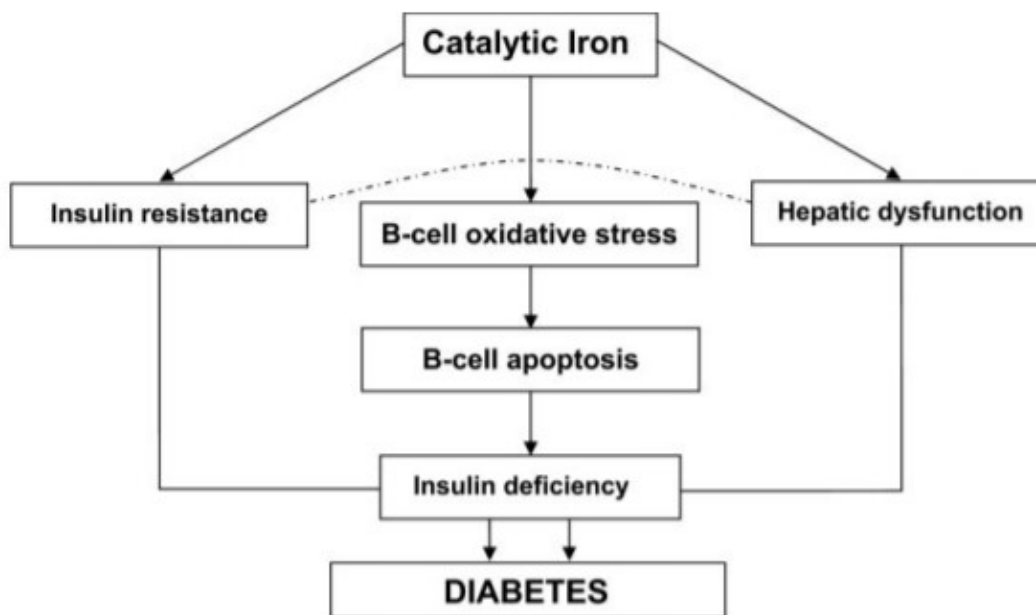 Catalytic Iron
Insulin resistance
Hepatic dysfunction
B-cell oxidative stress
B-cell apoptosis
Insulin deficiency
DIABETES